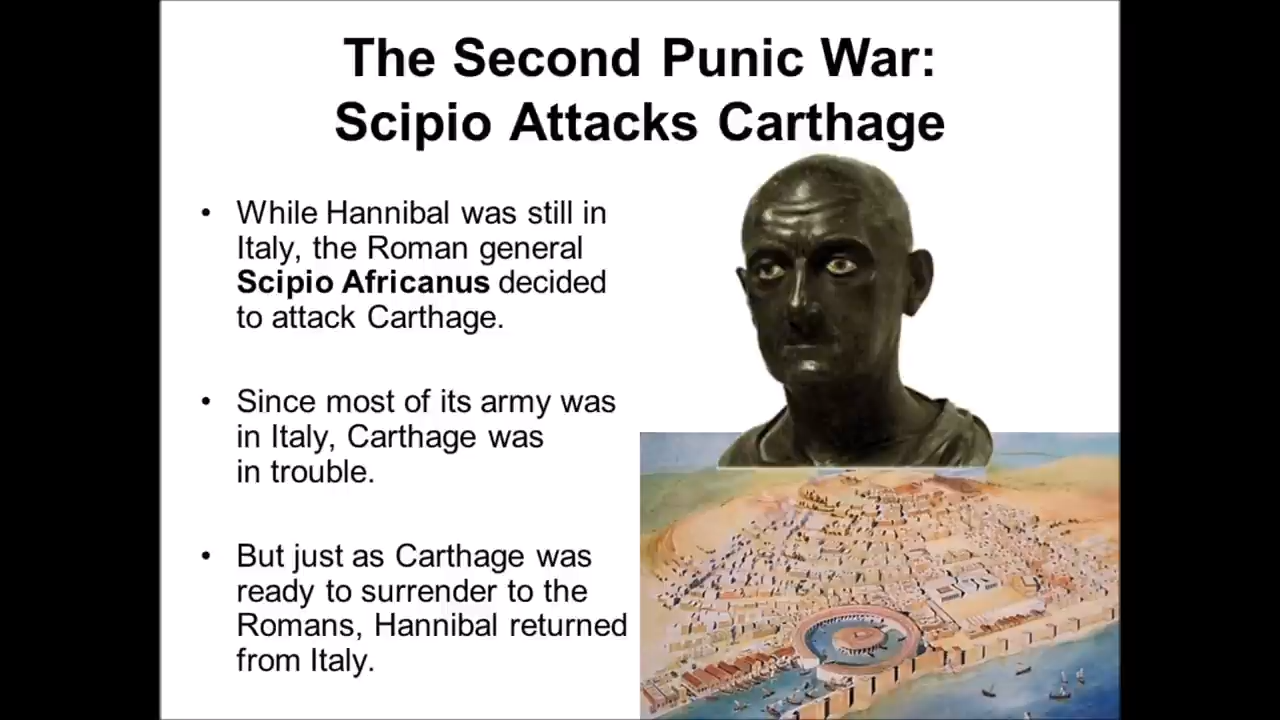 The Second Punic War:
Scipio Attacks Carthage
• While Hannibal was still in
Italy, the Roman general
Scipio Africanus decided
to attack Carthage.
• Since most of its army was
in Italy, Carthage was
in trouble.
• But just as Carthage was
ready to surrender to the
Romans, Hannibal returned
from Italy.